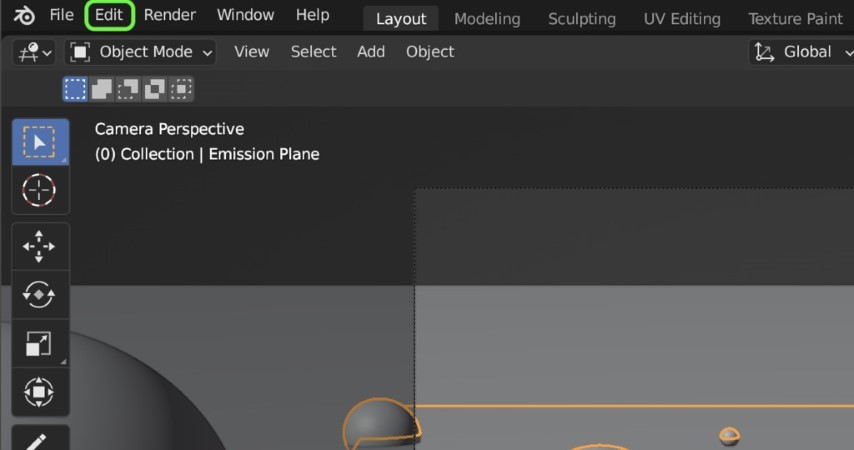 File Edit Render Window Help Layout Modeling Sculpting UV Editing Texture Paint
Object Mode View Select Add Object Global
Camera Perspective
(0) Collection | Emission Plane